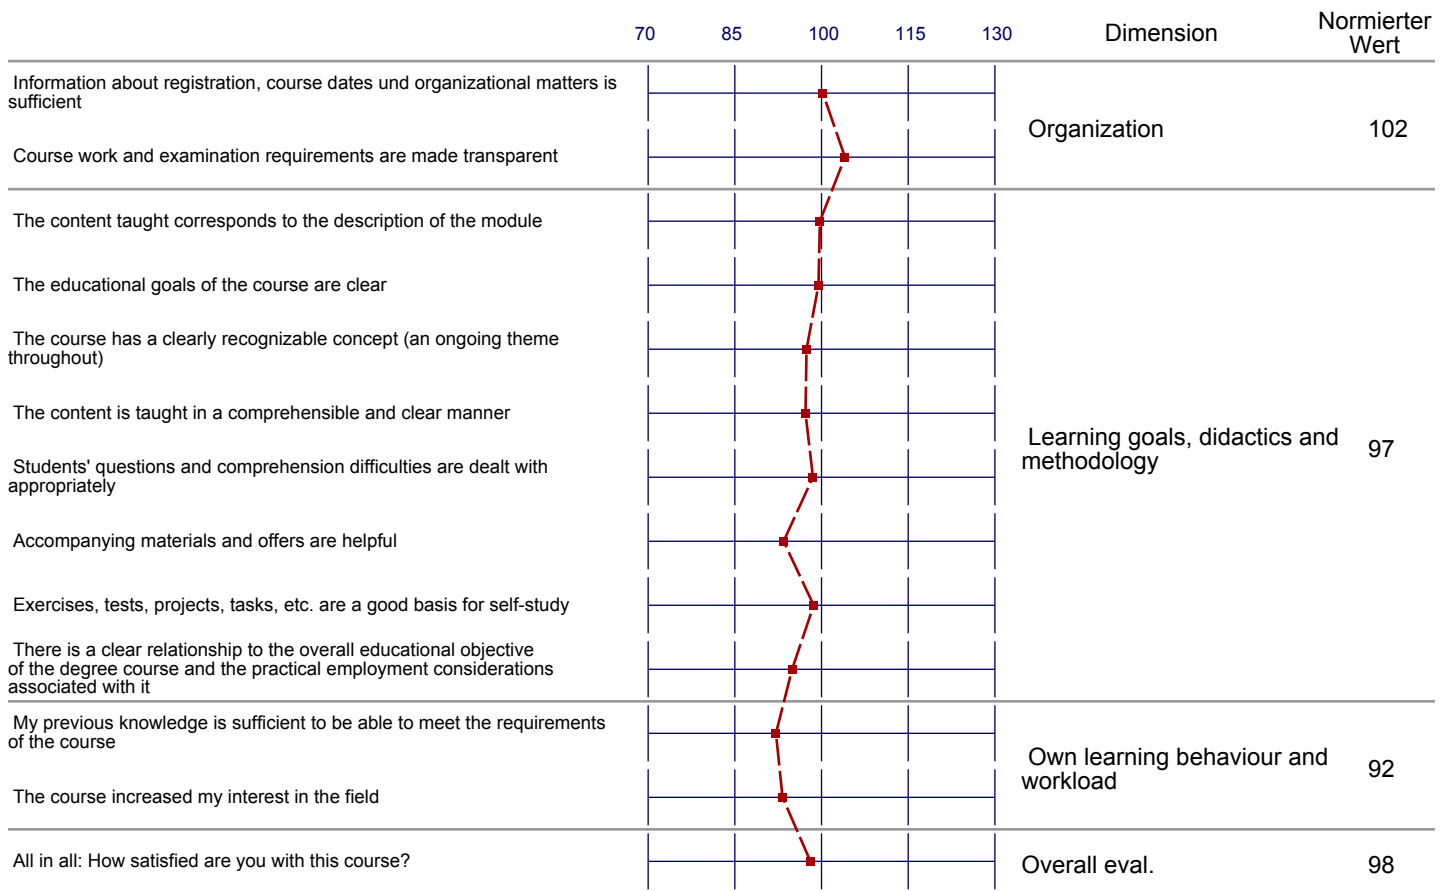 70 85 100 115 130 Dimension Normierter
Wert
Information about registration, course dates und organizational matters is
sufficient
Organization 102
Course work and examination requirements are made transparent
The content taught corresponds to the description of the module
The educational goals of the course are clear
The course has a clearly recognizable concept (an ongoing theme
throughout)
The content is taught in a comprehensible and clear manner
Learning goals, didactics and
methodology
97
Students' questions and comprehension difficulties are dealt with
appropriately
Accompanying materials and offers are helpful
Exercises, tests, projects, tasks, etc. are a good basis for self-study
There is a clear relationship to the overall educational objective
of the degree course and the practical employment considerations
associated with it
My previous knowledge is sufficient to be able to meet the requirements
of the course
Own learning behaviour and
workload
92
The course increased my interest in the field
All in all: How satisfied are you with this course?
Overall eval. 98